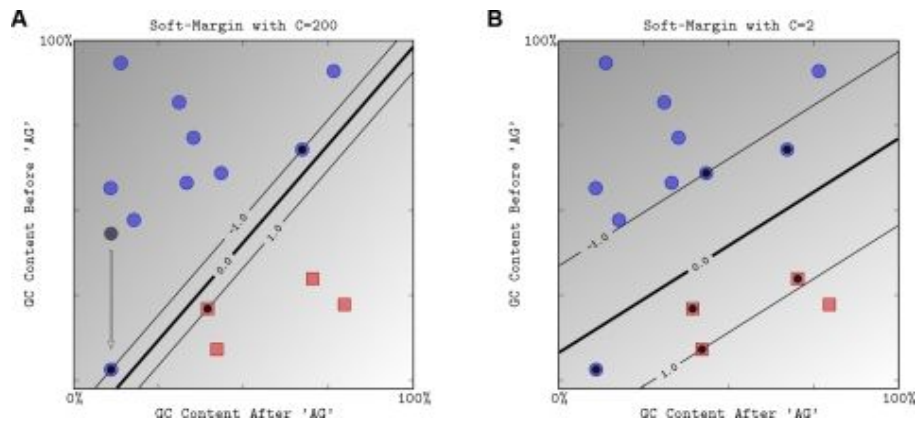 A
Soft-Margin with C=200
100%
GC Content Before 'AG'
-1.0
0.0
1.0
0%
100%
GC Content After 'AG'
B
Soft-Margin with C=2
100%
GC Content Before 'AG'
-1.0
0.0
1.0
0%
100%
GC Content After 'AG'